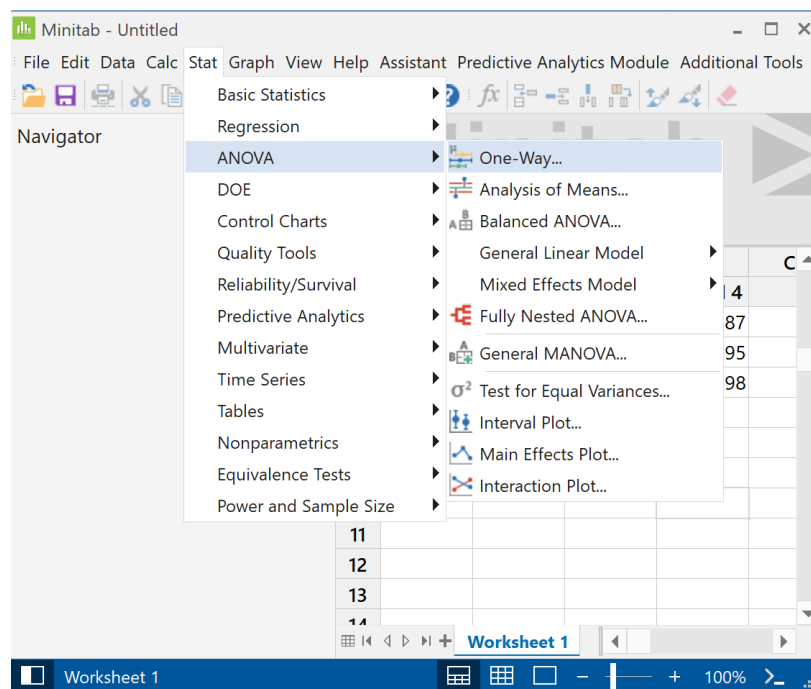 Minitab - Untitled
File Edit Data Calc Stat Graph View Help Assistant Predictive Analytics Module Additional Tools
Navigator
Basic Statistics
Regression
ANOVA
DOE
Control Charts
Quality Tools
Reliability/Survival
Predictive Analytics
Multivariate
Time Series
Tables
Nonparametrics
Equivalence Tests
Power and Sample Size
One-Way...
Analysis of Means...
Balanced ANOVA...
General Linear Model
Mixed Effects Model
Fully Nested ANOVA...
General MANOVA...
σ² Test for Equal Variances...
Interval Plot...
Main Effects Plot...
Interaction Plot...
C
4
87
95
98
11
12
13
14
Worksheet 1
Worksheet 1
100%